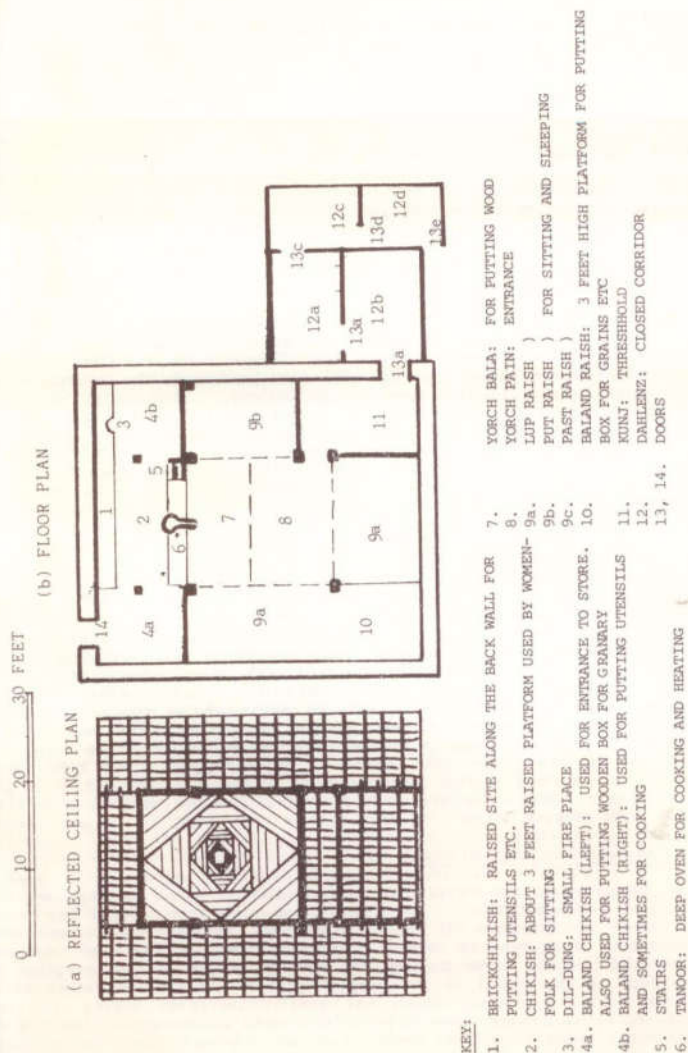 0 10 20 30 FEET
(a) REFLECTED CEILING PLAN
(b) FLOOR PLAN
14
1
3
4a
2
4b
5
6
9a
7
9b
8
10
9a
11
13a
12a
13a
12b
13c
12c
13d
12d
13e
KEY:
1. BRICKCHIKISH: RAISED SITE ALONG THE BACK WALL FOR
PUTTING UTENSILS ETC.
2. CHIKISH: ABOUT 3 FEET RAISED PLATFORM USED BY WOMEN-
FOLK FOR SITTING
3. DIL-DUNG: SMALL FIRE PLACE
4a. BALAND CHIKISH (LEFT): USED FOR ENTRANCE TO STORE.
ALSO USED FOR PUTTING WOODEN BOX FOR GRANARY
4b. BALAND CHIKISH (RIGHT): USED FOR PUTTING UTENSILS
AND SOMETIMES FOR COOKING
5. STAIRS
6. TANOOR: DEEP OVEN FOR COOKING AND HEATING
7. YORCH BALA: FOR PUTTING WOOD
8. YORCH PAIN: ENTRANCE
9a. LUP RAISH )
9b. PUT RAISH ) FOR SITTING AND SLEEPING
9c. PAST RAISH )
10. BALAND RAISH: 3 FEET HIGH PLATFORM FOR PUTTING
BOX FOR GRAINS ETC
11. KUNJ: THRESHHOLD
12. DAHLENZ: CLOSED CORRIDOR
13, 14. DOORS